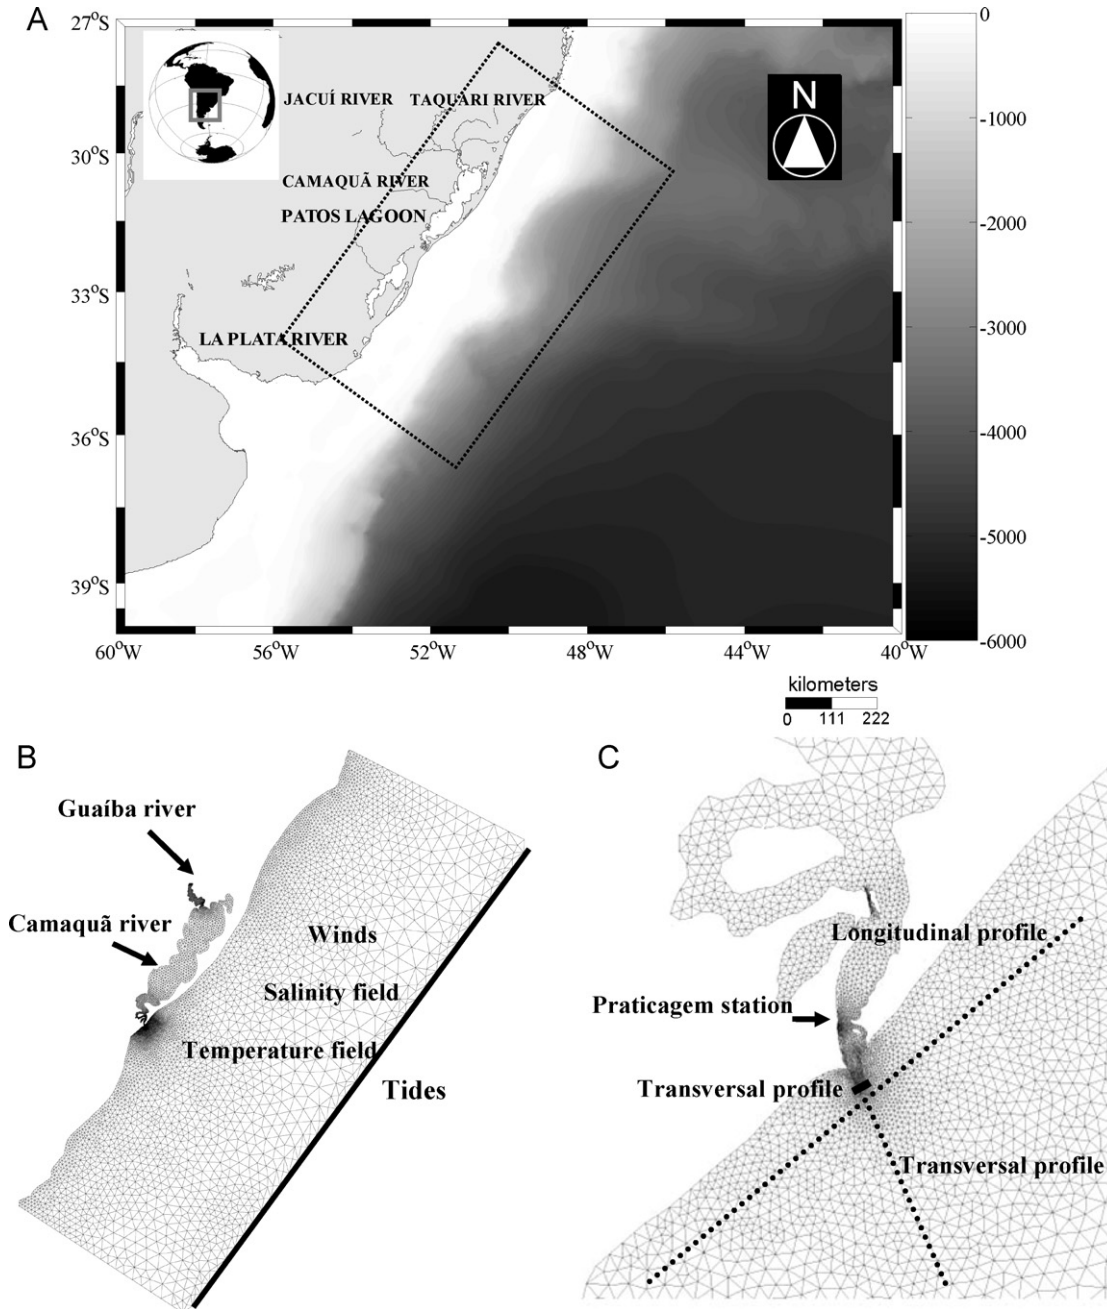 A
27°S
30°S
33°S
36°S
39°S
60°W
56°W
52°W
48°W
44°W
40°W
JACUÍ RIVER
TAQUARI RIVER
CAMAQUÃ RIVER
PATOS LAGOON
LA PLATA RIVER
N
0
-1000
-2000
-3000
-4000
-5000
-6000
kilometers
0 111 222
B
Guaíba river
Camaquã river
Winds
Salinity field
Temperature field
Tides
C
Longitudinal profile
Praticagem station
Transversal profile
Transversal profile